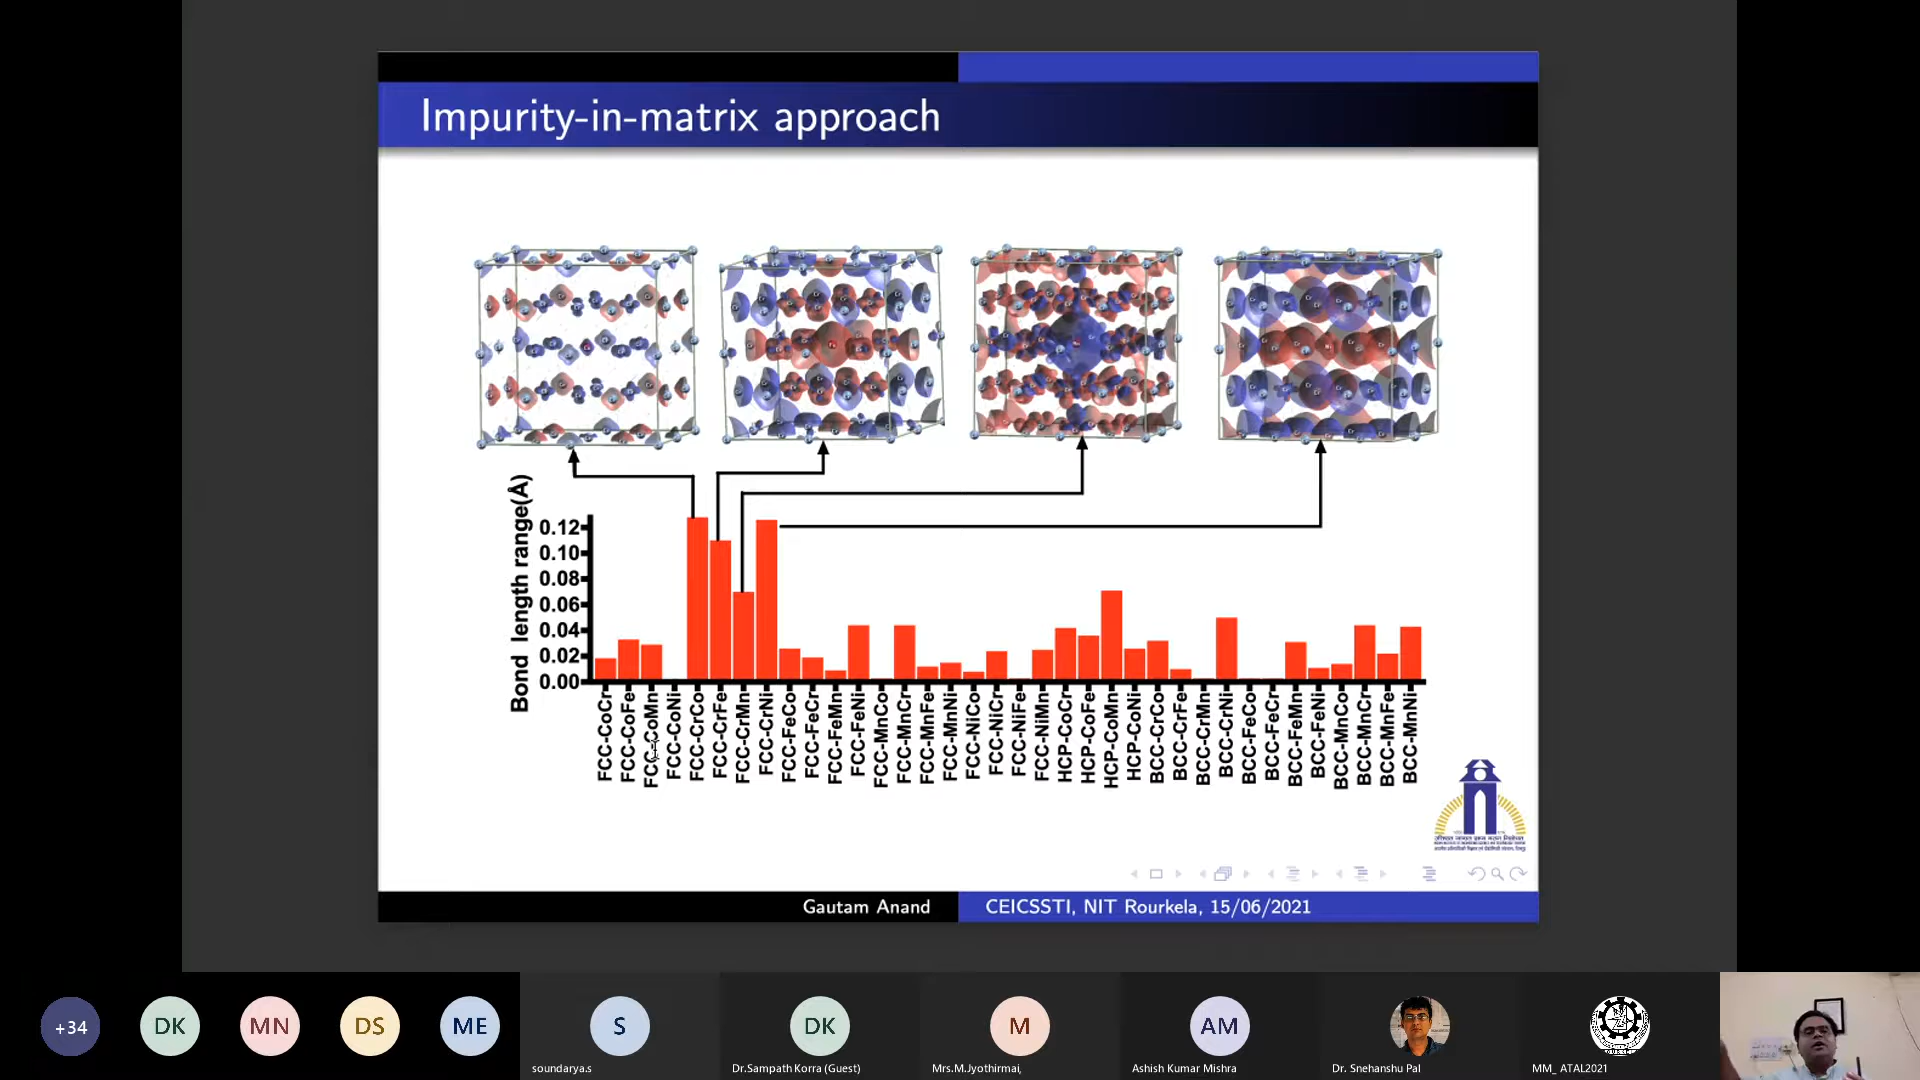 Impurity-in-matrix approach
Bond length range(Å)
0.12
0.10
0.08
0.06
0.04
0.02
0.00
FCC-CoCr
FCC-CoFe
FCC-CoMn
FCC-CoNi
FCC-CrCo
FCC-CrFe
FCC-CrMn
FCC-CrNi
FCC-FeCo
FCC-FeCr
FCC-FeMn
FCC-FeNi
FCC-MnCo
FCC-MnCr
FCC-MnFe
FCC-MnNi
FCC-NiCo
FCC-NiCr
FCC-NiFe
FCC-NiMn
HCP-CoCr
HCP-CoFe
HCP-CoMn
HCP-CoNi
BCC-CrCo
BCC-CrFe
BCC-CrMn
BCC-CrNi
BCC-FeCo
BCC-FeCr
BCC-FeMn
BCC-FeNi
BCC-MnCo
BCC-MnCr
BCC-MnFe
BCC-MnNi
Gautam Anand
CEICSSTI, NIT Rourkela, 15/06/2021
+34
DK
MN
DS
ME
S
DK
M
AM
soundarya.s
Dr.Sampath Korra (Guest)
Mrs.M.Jyothirmai,
Ashish Kumar Mishra
Dr. Snehanshu Pal
MM_ ATAL2021